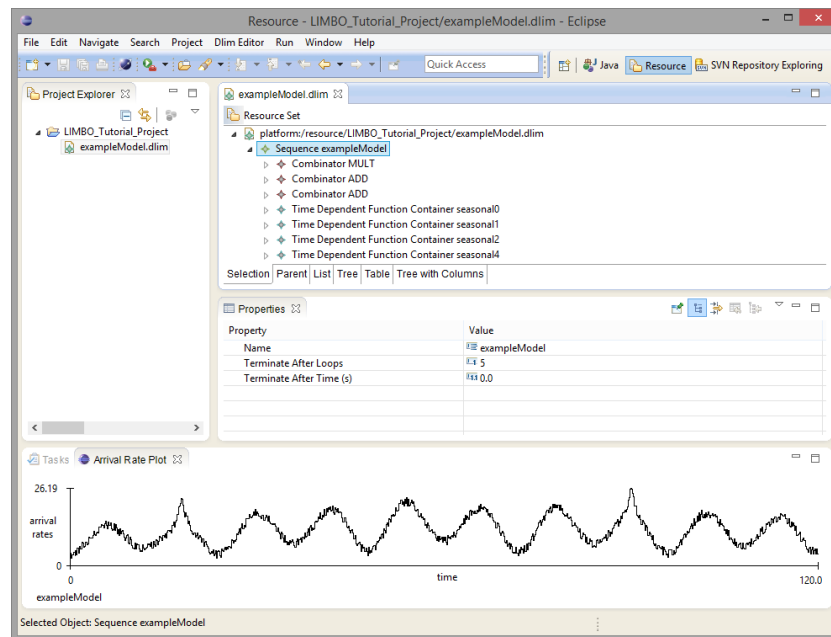 Resource - LIMBO_Tutorial_Project/exampleModel.dlim - Eclipse
File Edit Navigate Search Project Dlim Editor Run Window Help
Quick Access Java Resource SVN Repository Exploring
Project Explorer
LIMBO_Tutorial_Project
exampleModel.dlim
exampleModel.dlim
Resource Set
platform:/resource/LIMBO_Tutorial_Project/exampleModel.dlim
Sequence exampleModel
Combinator MULT
Combinator ADD
Combinator ADD
Time Dependent Function Container seasonal0
Time Dependent Function Container seasonal1
Time Dependent Function Container seasonal2
Time Dependent Function Container seasonal4
Selection Parent List Tree Table Tree with Columns
Properties
Property Value
Name exampleModel
Terminate After Loops 5
Terminate After Time (s) 0.0
Tasks Arrival Rate Plot
26.19
arrival
rates
0
0 time 120.0
exampleModel
Selected Object: Sequence exampleModel